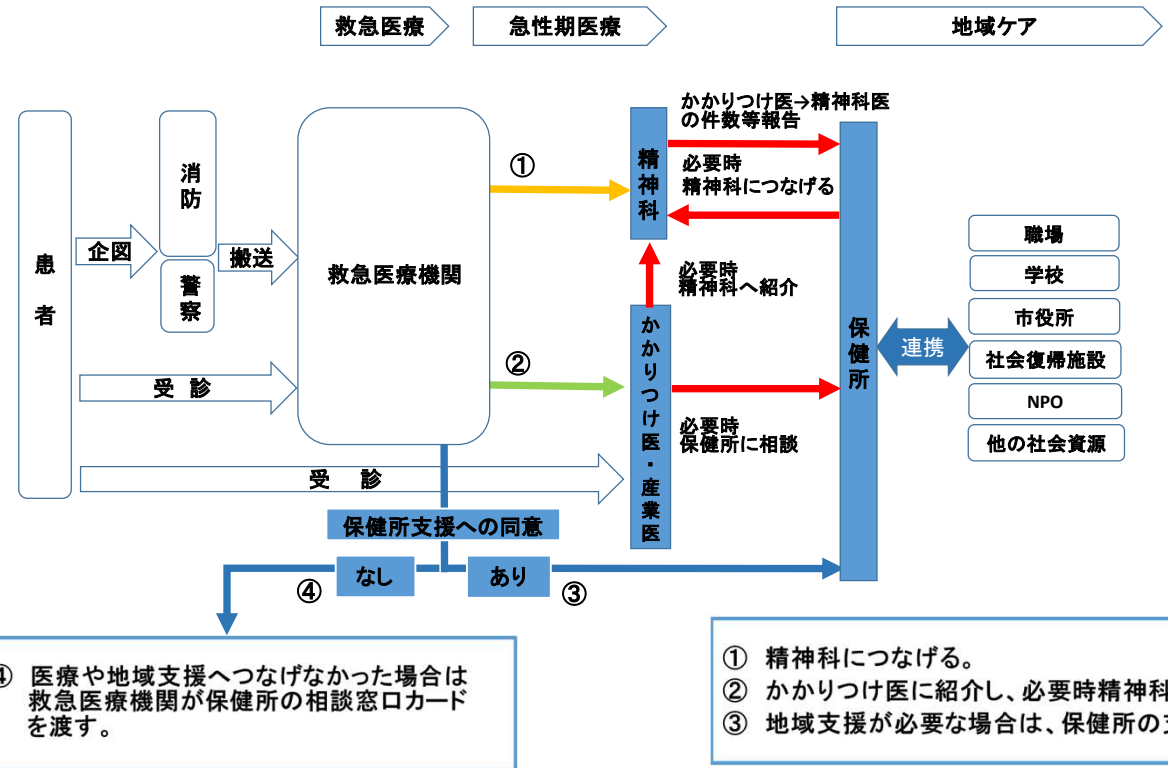 救急医療
急性期医療
地域ケア
患者
企図
消防
警察
搬送
受 診
受 診
救急医療機関
①
②
精神科
かかりつけ医・産業医
かかりつけ医→精神科医
の件数等報告
必要時
精神科につなげる
必要時
精神科へ紹介
必要時
保健所に相談
保健所
連携
職場
学校
市役所
社会復帰施設
NPO
他の社会資源
保健所支援への同意
④
なし
あり
③
④ 医療や地域支援へつなげなかった場合は
救急医療機関が保健所の相談窓口カード
を渡す。
① 精神科につなげる。
② かかりつけ医に紹介し、必要時精神科
③ 地域支援が必要な場合は、保健所の